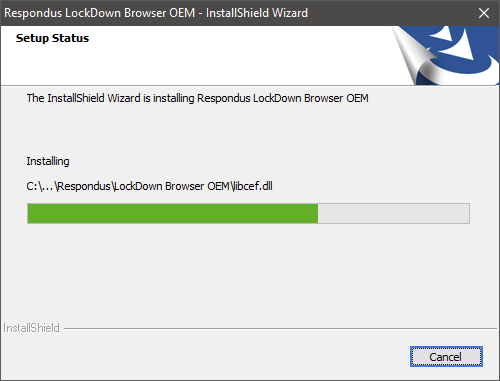 Respondus LockDown Browser OEM - InstallShield Wizard
Setup Status
The InstallShield Wizard is installing Respondus LockDown Browser OEM
Installing
C:\...\Respondus\LockDown Browser OEM\libcef.dll
InstallShield
Cancel